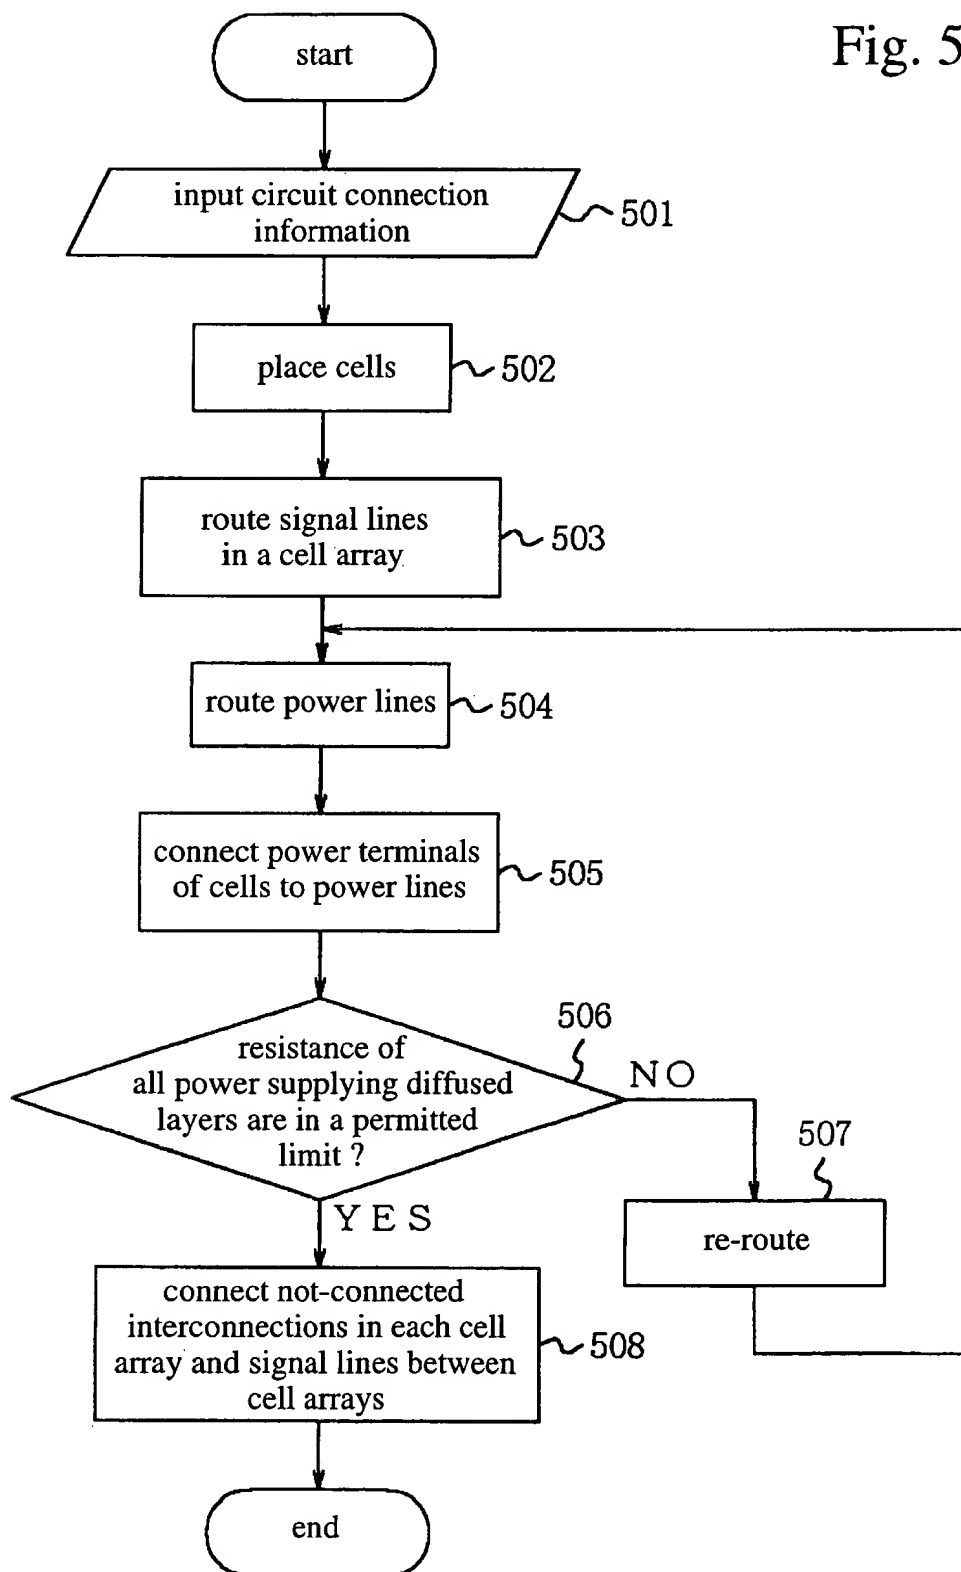 Fig. 5
start
input circuit connection
information
501
place cells
502
route signal lines
in a cell array
503
route power lines
504
connect power terminals
of cells to power lines
505
resistance of
all power supplying diffused
layers are in a permitted
limit ?
506
NO
507
re-route
YES
connect not-connected
interconnections in each cell
array and signal lines between
cell arrays
508
end